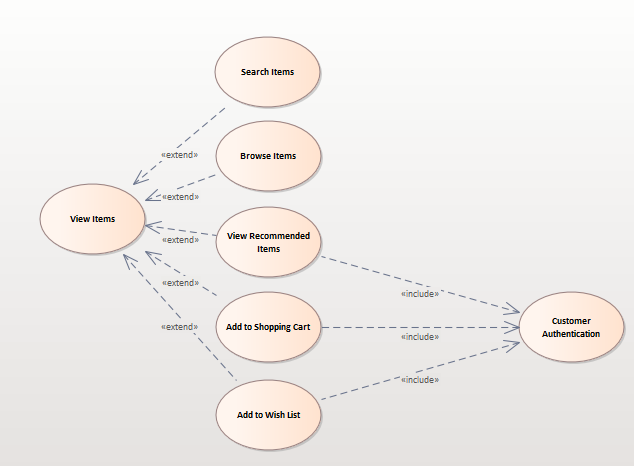 Search Items
«extend»
Browse Items
«extend»
View Items
View Recommended
Items
«extend»
«extend»
«include»
Add to Shopping Cart
«extend»
«include»
Customer
Authentication
«include»
Add to Wish List